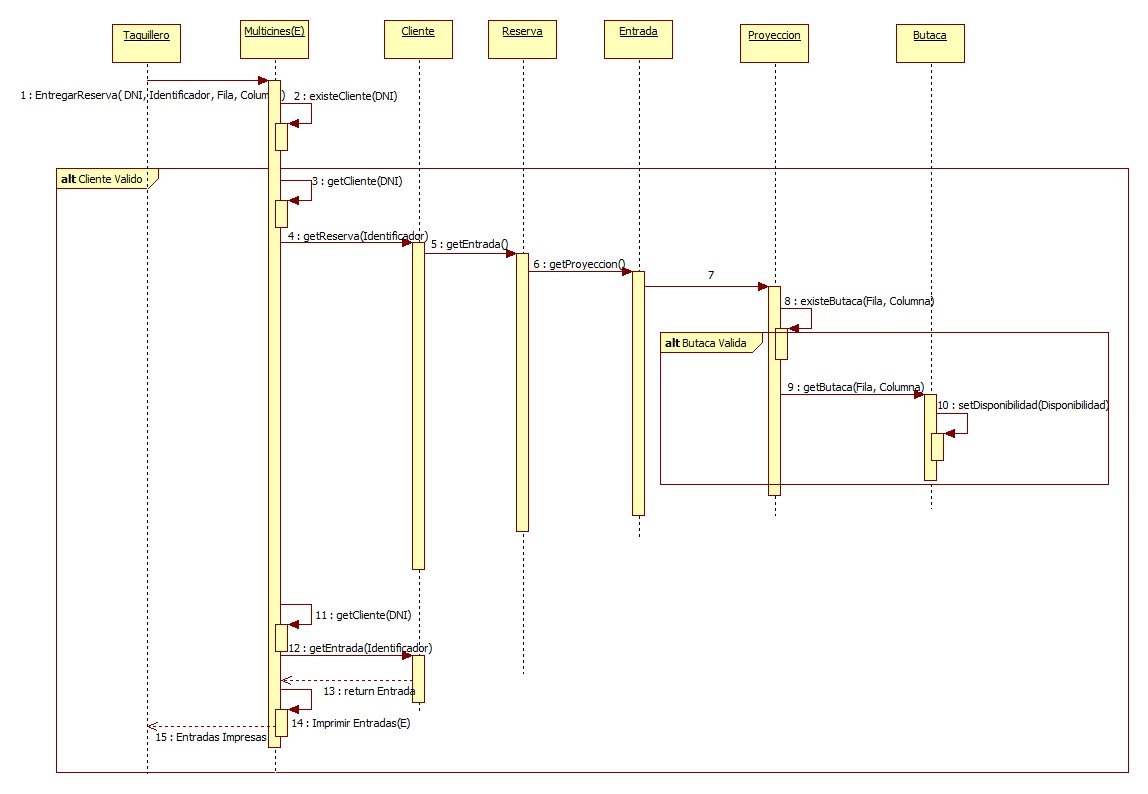 Taquillero
Multicines(E)
Cliente
Reserva
Entrada
Proyeccion
Butaca
1 : EntregarReserva( DNI, Identificador, Fila, Column )
2 : existeCliente(DNI)
alt Cliente Valido
3 : getCliente(DNI)
4 : getReserva(Identificador)
5 : getEntrada()
6 : getProyeccion()
7
8 : existeButaca(Fila, Columna)
alt Butaca Valida
9 : getButaca(Fila, Columna)
10 : setDisponibilidad(Disponibilidad)
11 : getCliente(DNI)
12 : getEntrada(Identificador)
13 : return Entrada
14 : Imprimir Entradas(E)
15 : Entradas Impresas